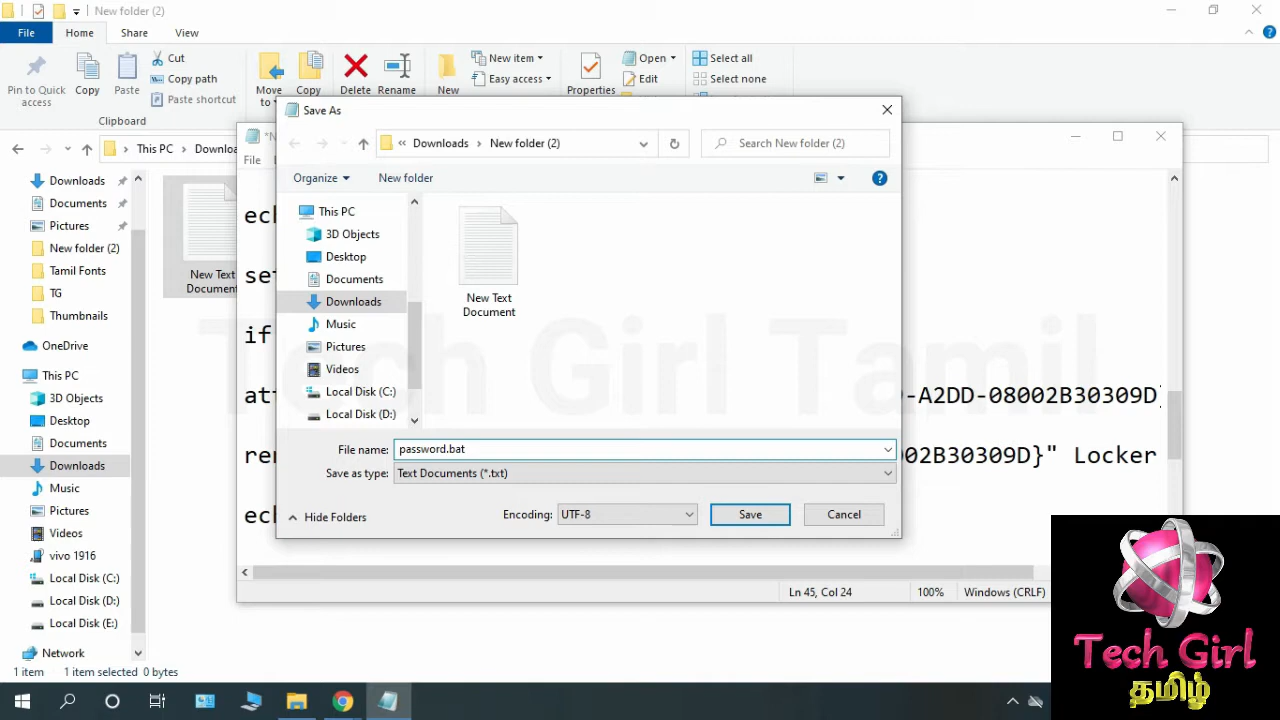 New folder (2)
File
Home
Share
View
Pin to Quick
access
Copy
Paste
Cut
Copy path
Paste shortcut
Clipboard
Move
to
Copy
Delete
Rename
New
New item
Easy access
Properties
Open
Edit
Select all
Select none
This PC
Downloa
Downloads
Documents
Pictures
New folder (2)
Tamil Fonts
TG
Thumbnails
OneDrive
This PC
3D Objects
Desktop
Documents
Downloads
Music
Pictures
Videos
vivo 1916
Local Disk (C:)
Local Disk (D:)
Local Disk (E:)
Network
1 item
1 item selected 0 bytes
New Text
Document
File
Save As
Downloads
New folder (2)
Search New folder (2)
Organize
New folder
This PC
3D Objects
Desktop
Documents
Downloads
Music
Pictures
Videos
Local Disk (C:)
Local Disk (D:)
New Text
Document
File name:
password.bat
Save as type:
Text Documents (*.txt)
Hide Folders
Encoding:
UTF-8
Save
Cancel
if
-A2DD-08002B30309D}
02B30309D}" Locker
Ln 45, Col 24
100%
Windows (CRLF)
Tech Girl Tamil
Tech Girl
தமிழ்